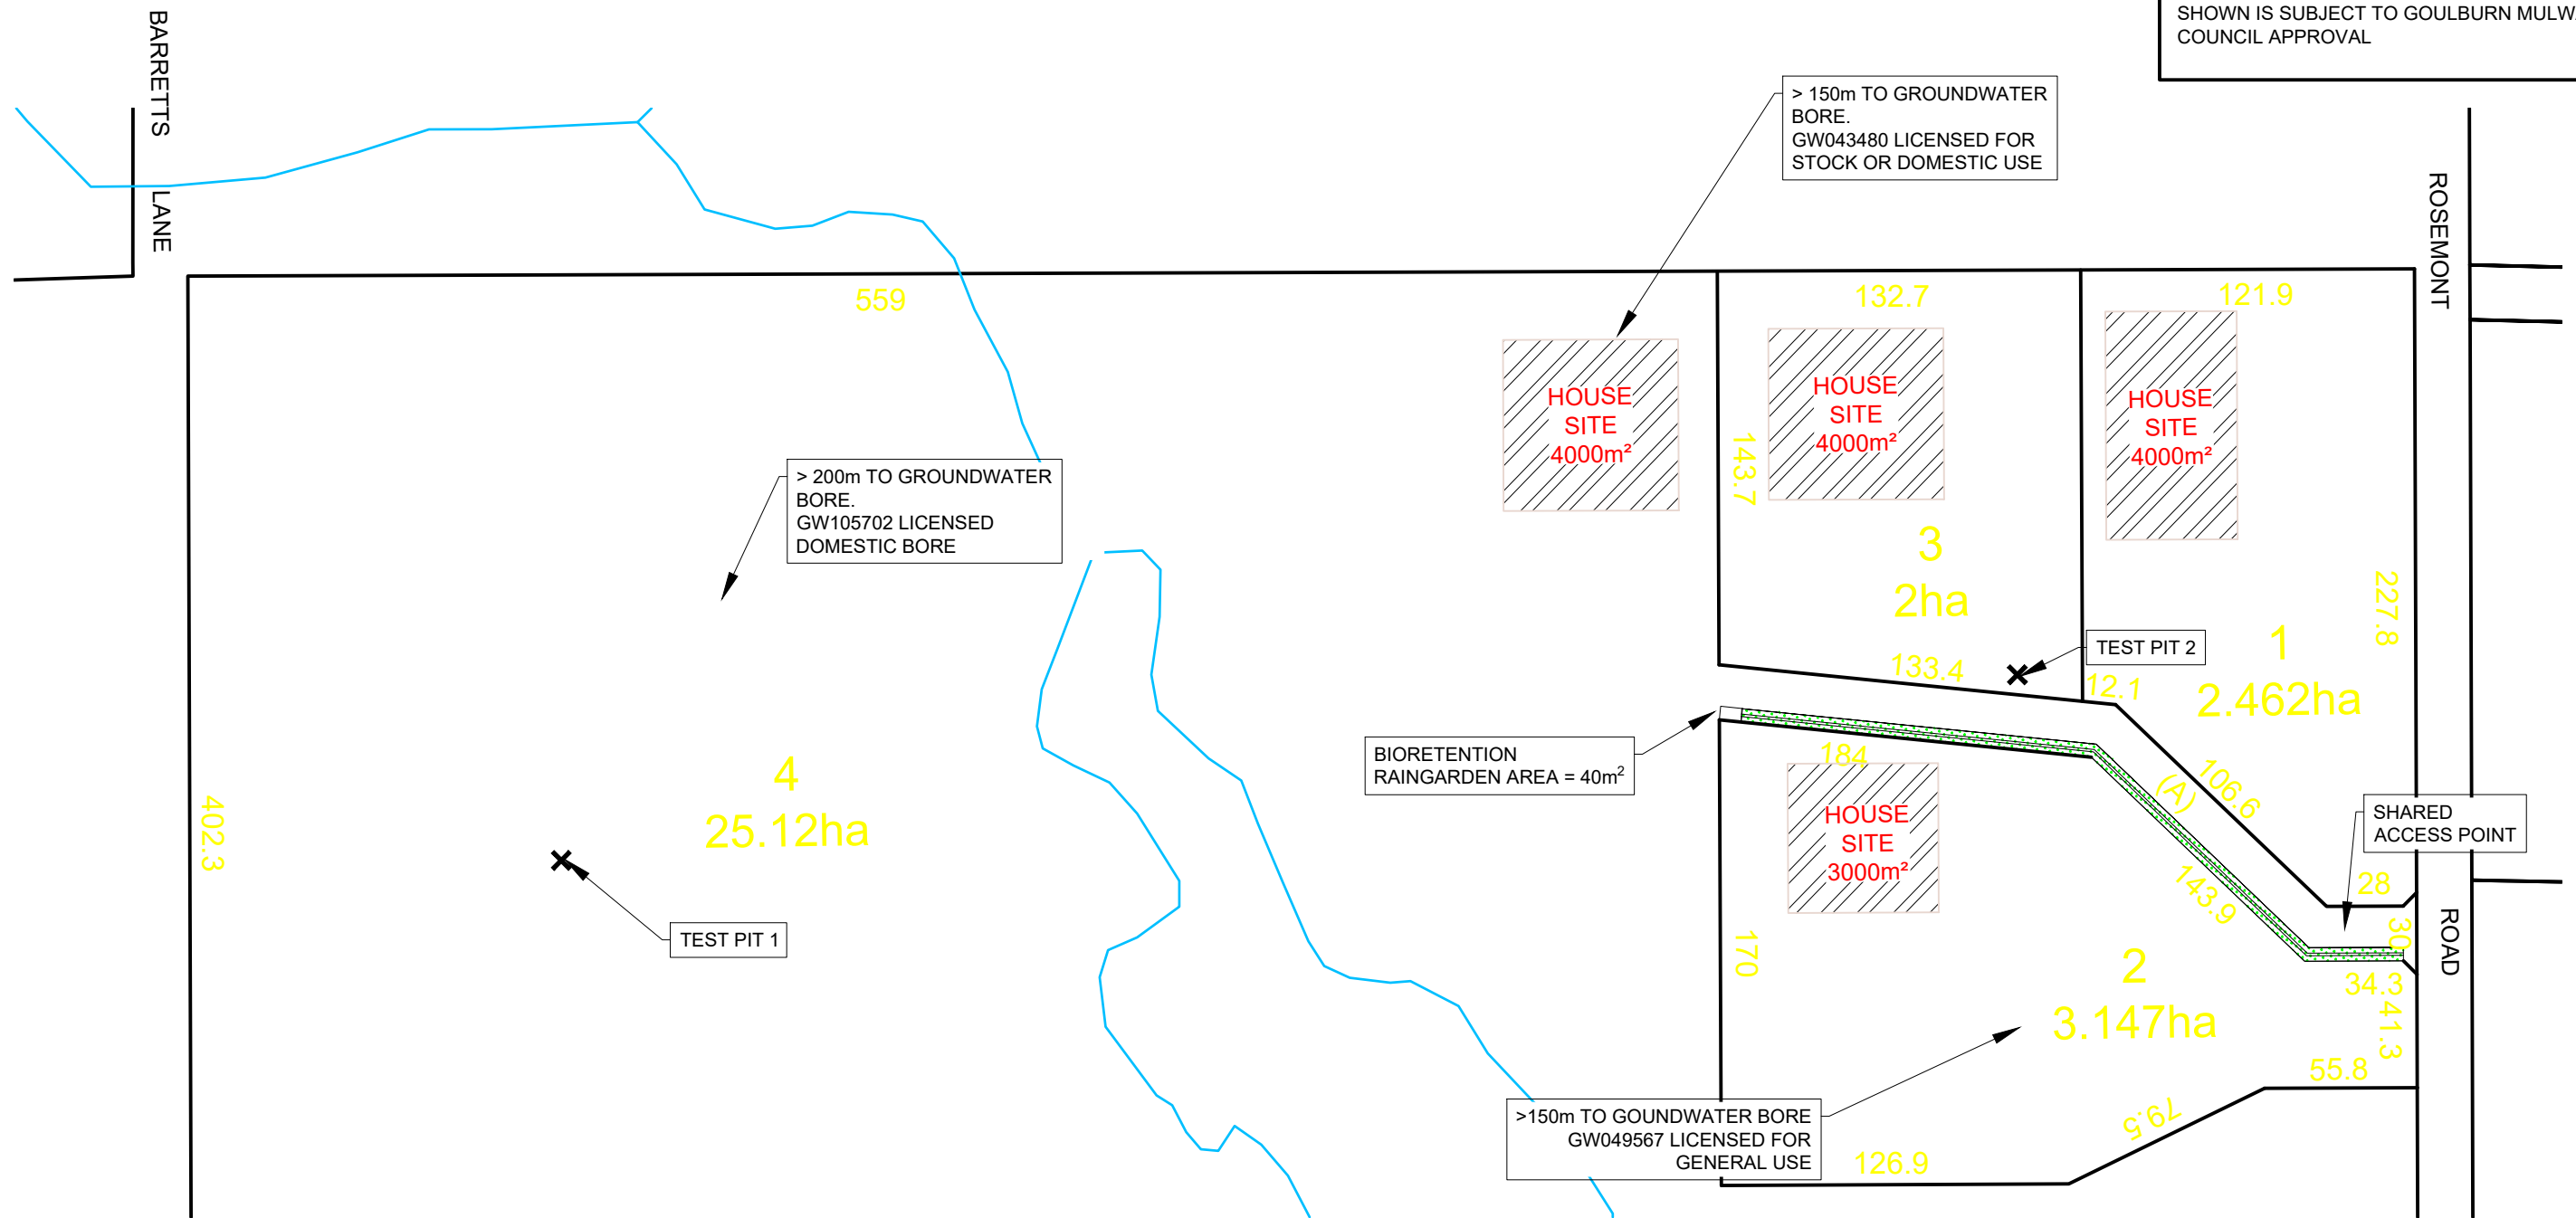 SHOWN IS SUBJECT TO GOULBURN MULW
COUNCIL APPROVAL
BARRETTS
LANE
> 150m TO GROUNDWATER
BORE.
GW043480 LICENSED FOR
STOCK OR DOMESTIC USE
ROSEMONT
559
132.7
121.9
HOUSE
SITE
4000m²
HOUSE
SITE
4000m²
HOUSE
SITE
4000m²
143.7
> 200m TO GROUNDWATER
BORE.
GW105702 LICENSED
DOMESTIC BORE
3
2ha
227.8
TEST PIT 2
1
2.462ha
133.4
12.1
BIORETENTION
RAINGARDEN AREA = 40m²
184
(A)
106.6
4
25.12ha
402.3
HOUSE
SITE
3000m²
SHARED
ACCESS POINT
143.9
28
30
ROAD
TEST PIT 1
170
2
3.147ha
34.3
41.3
55.8
>150m TO GOUNDWATER BORE
GW049567 LICENSED FOR
GENERAL USE
79.5
126.9